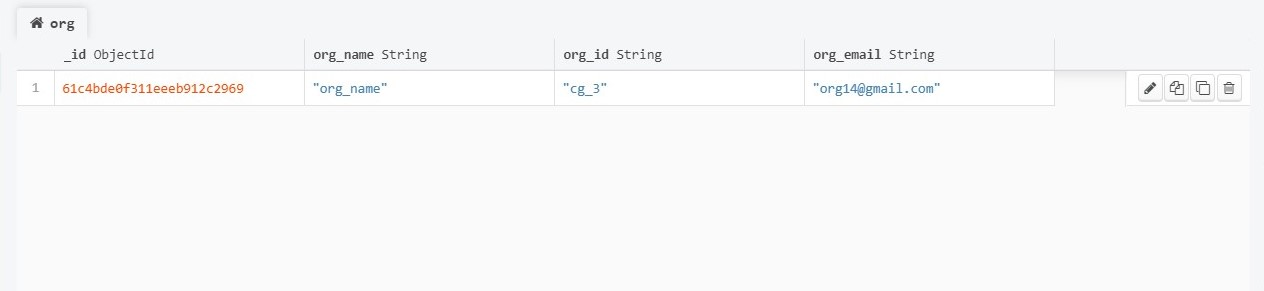 org
_id ObjectId org_name String org_id String org_email String
1 61c4bde0f311eeeb912c2969 "org_name" "cg_3" "org14@gmail.com"